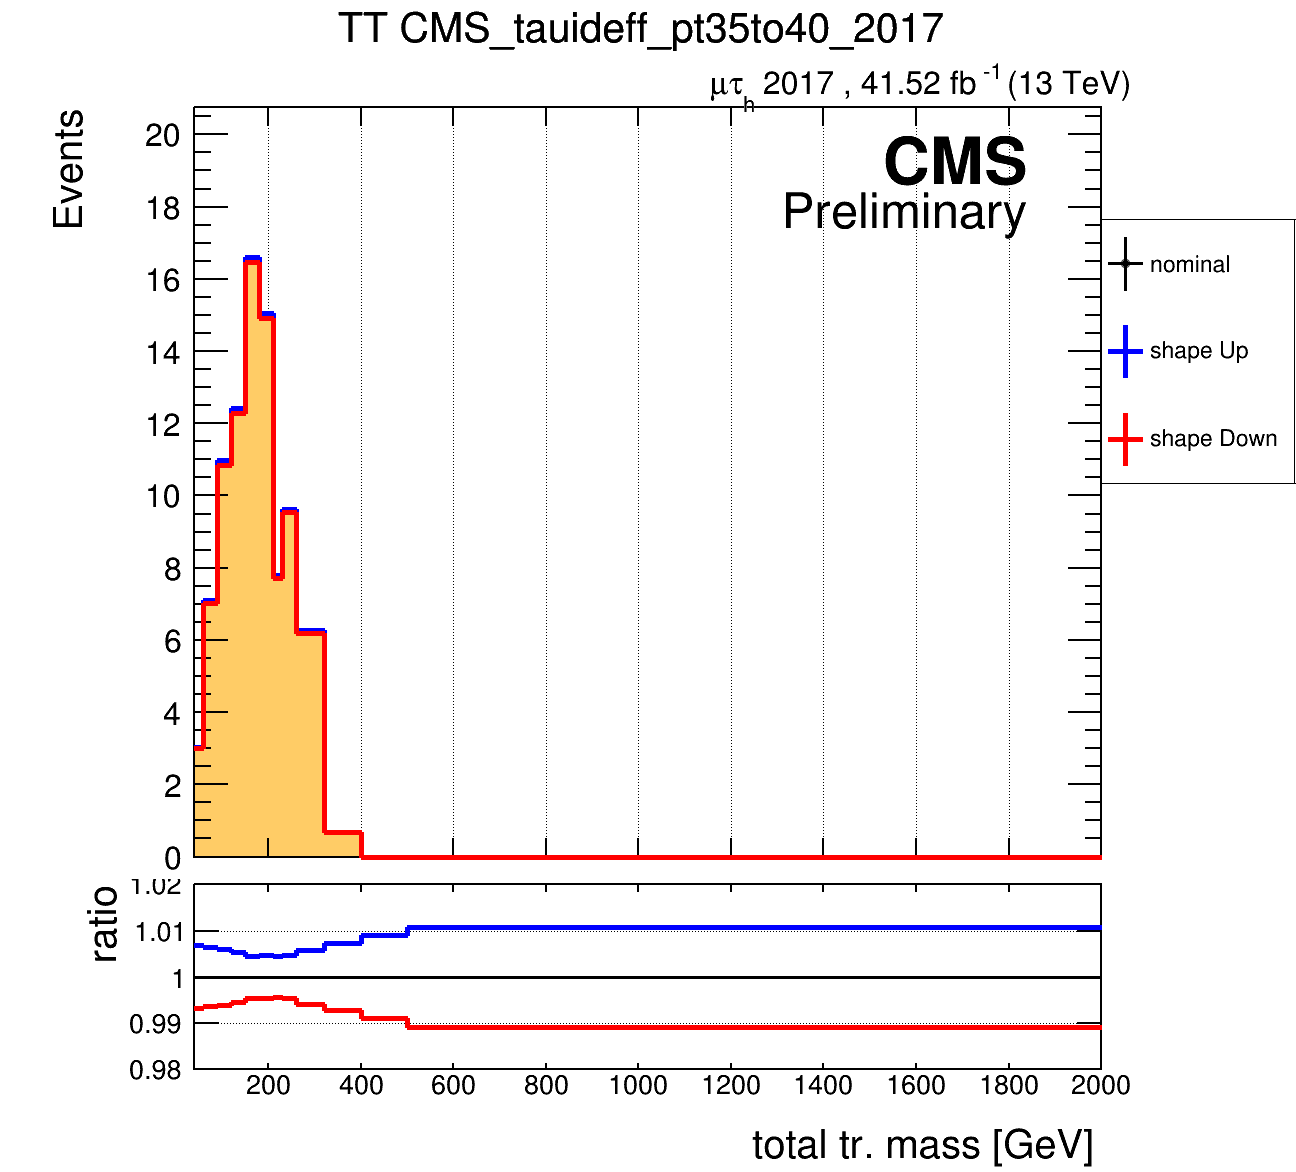 TT CMS_tauideff_pt35to40_2017
μτh 2017 , 41.52 fb-1 (13 TeV)
Events
20
18
16
14
12
10
8
6
4
2
0
CMS
Preliminary
nominal
shape Up
shape Down
ratio
1.02
1.01
1
0.99
0.98
200 400 600 800 1000 1200 1400 1600 1800 2000
total tr. mass [GeV]